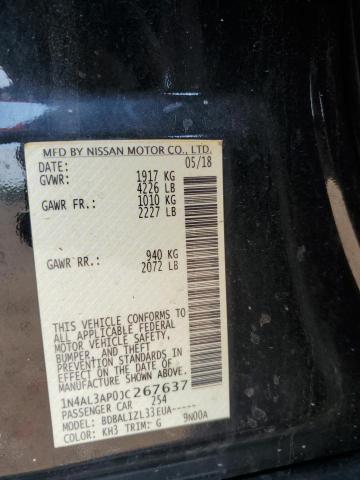 MFD BY NISSAN MOTOR CO., LTD.
DATE: 05/18
GVWR: 1917 KG
4226 LB
GAWR FR.: 1010 KG
2227 LB
GAWR RR.: 940 KG
2072 LB
THIS VEHICLE CONFORMS TO
ALL APPLICABLE FEDERAL
MOTOR VEHICLE SAFETY,
BUMPER, AND THEFT
PREVENTION STANDARDS IN
EFFECT ON THE DATE OF
MANUFACTURE SHOWN ABOVE.
1N4AL3AP0JC267637
PASSENGER CAR 254
MODEL: BDBALIZL33EUA-----
COLOR: KH3 TRIM: G 9N00A